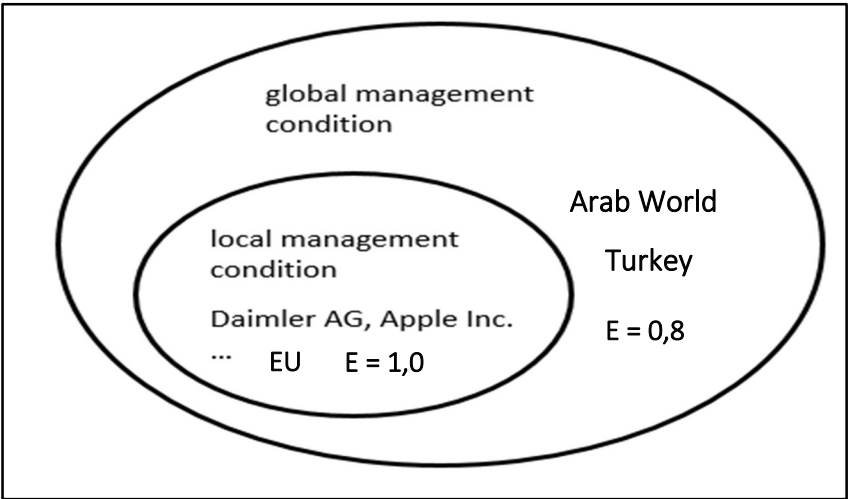 global management
condition
Arab World
Turkey
E = 0,8
local management
condition
Daimler AG, Apple Inc.
... EU E = 1,0